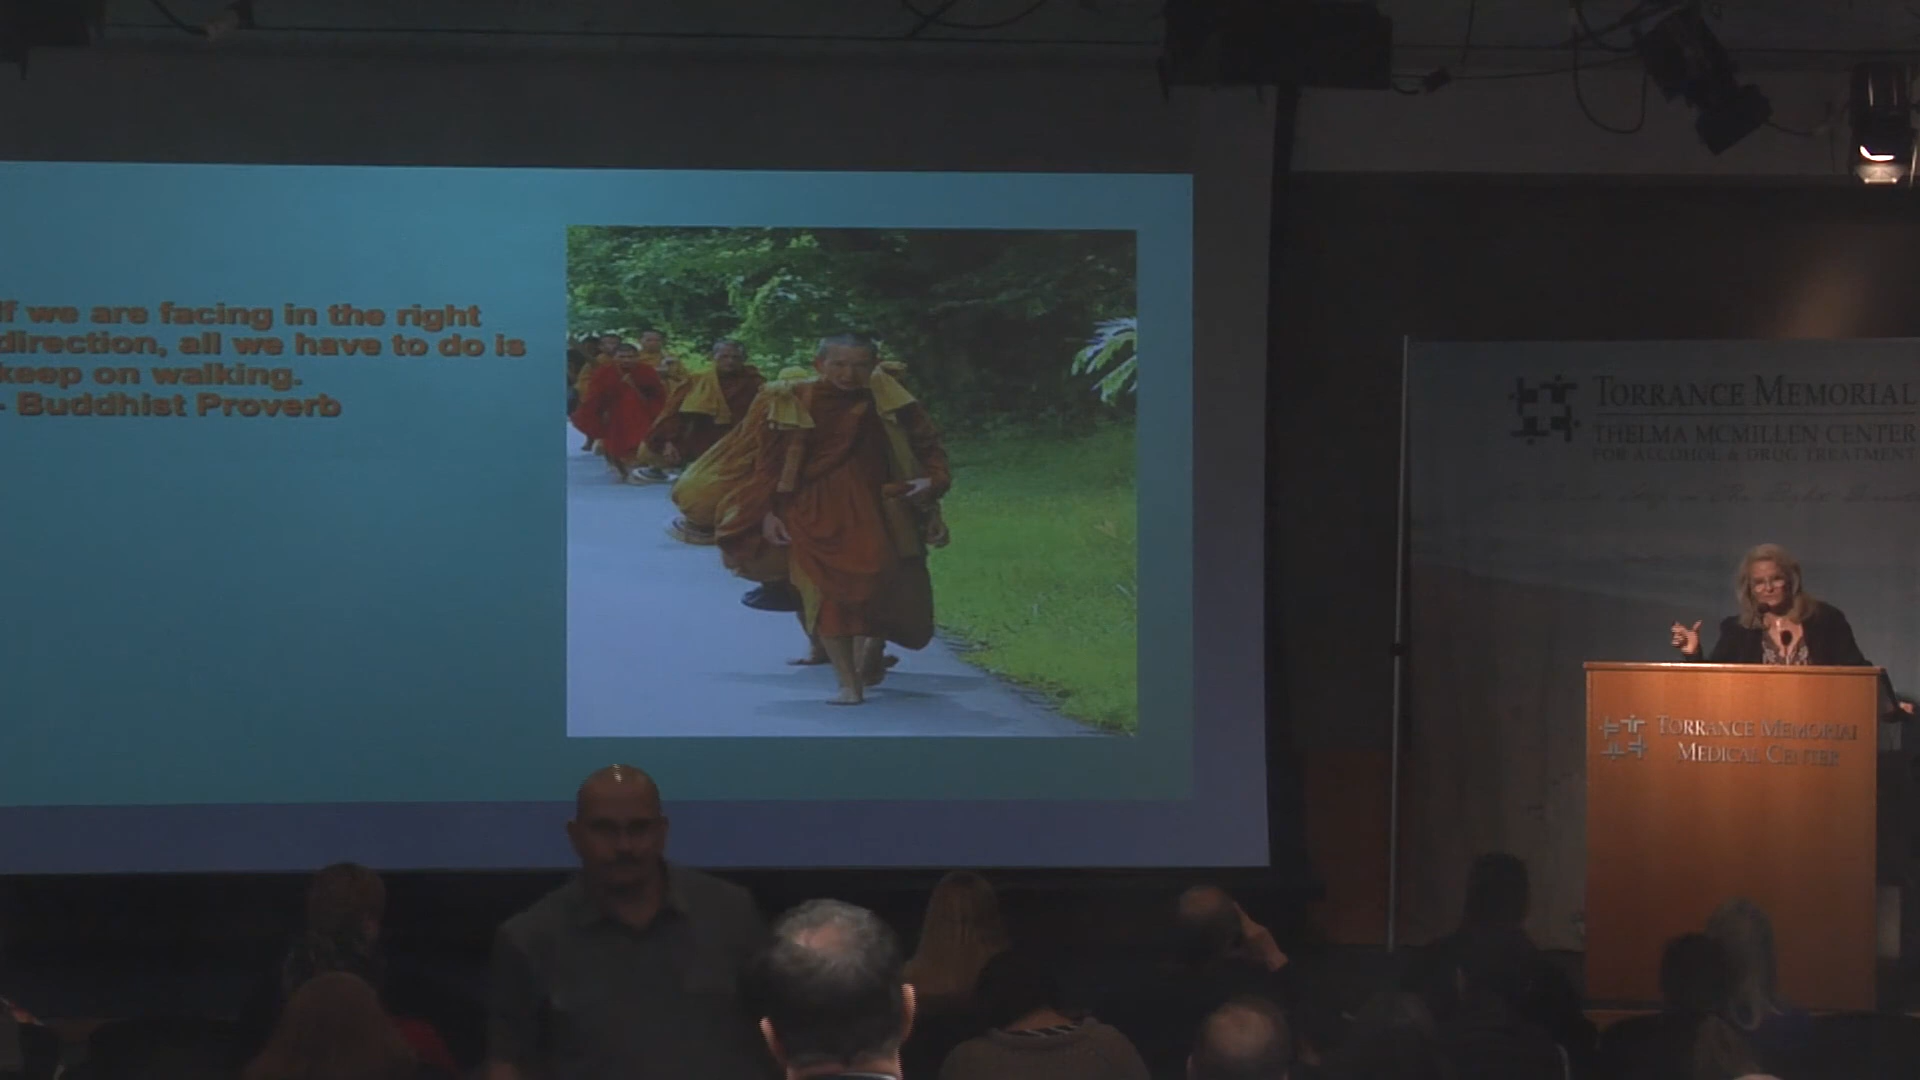 If we are facing in the right
direction, all we have to do is
keep on walking.
- Buddhist Proverb
TORRANCE MEMORIAL
THELMA MCMILLEN CENTER
FOR ALCOHOL & DRUG TREATMENT
TORRANCE MEMORIAL
MEDICAL CENTER